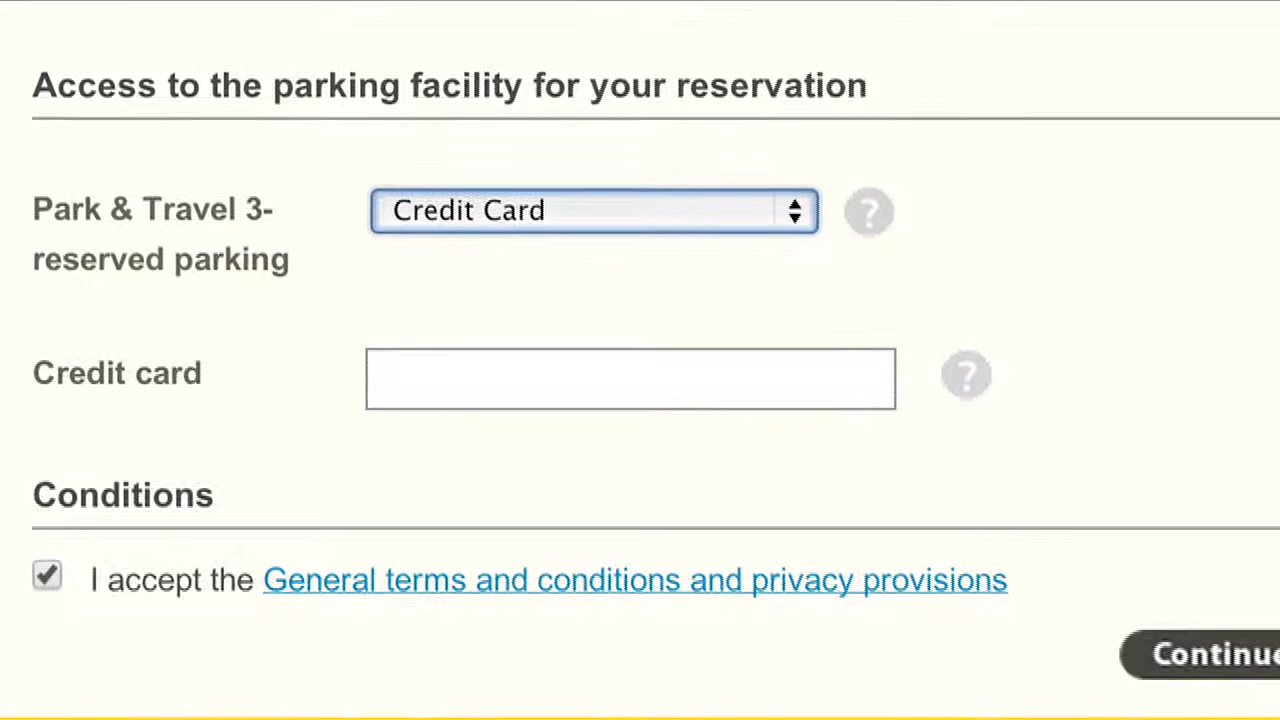 Access to the parking facility for your reservation
Park & Travel 3-
reserved parking
Credit Card
?
Credit card
?
Conditions
I accept the General terms and conditions and privacy provisions
Continue